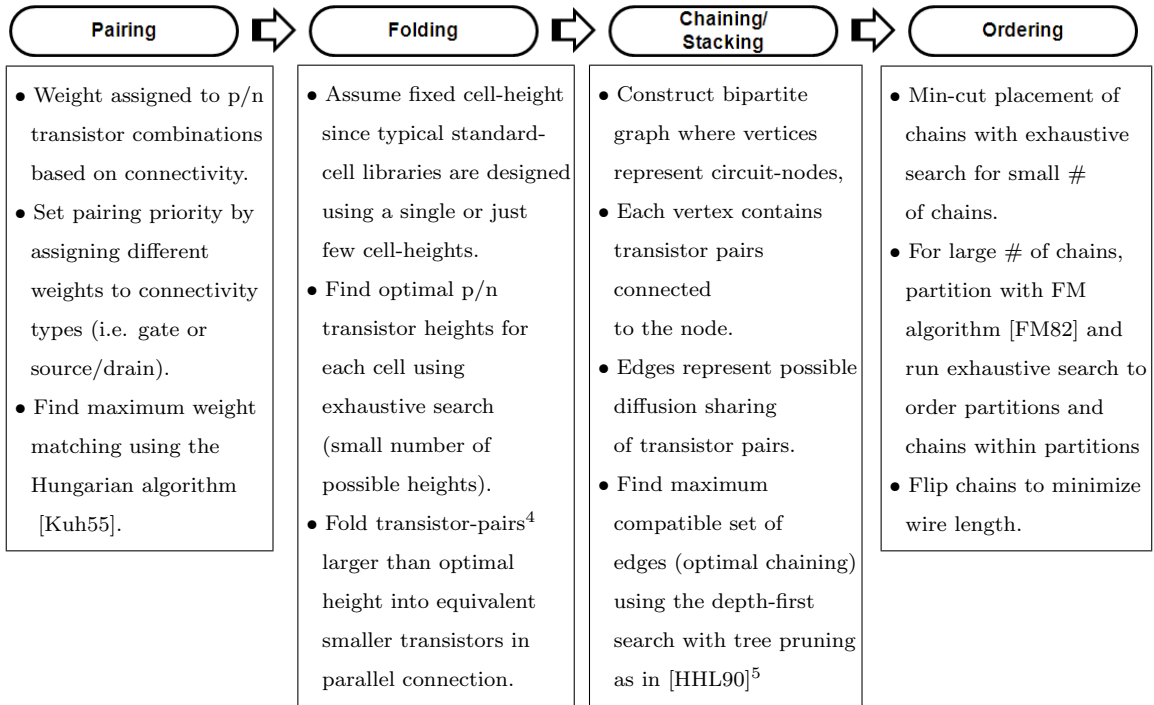 Pairing
Folding
Chaining/
Stacking
Ordering
• Weight assigned to p/n
transistor combinations
based on connectivity.
• Set pairing priority by
assigning different
weights to connectivity
types (i.e. gate or
source/drain).
• Find maximum weight
matching using the
Hungarian algorithm
[Kuh55].
• Assume fixed cell-height
since typical standard-
cell libraries are designed
using a single or just
few cell-heights.
• Find optimal p/n
transistor heights for
each cell using
exhaustive search
(small number of
possible heights).
• Fold transistor-pairs⁴
larger than optimal
height into equivalent
smaller transistors in
parallel connection.
• Construct bipartite
graph where vertices
represent circuit-nodes,
• Each vertex contains
transistor pairs
connected
to the node.
• Edges represent possible
diffusion sharing
of transistor pairs.
• Find maximum
compatible set of
edges (optimal chaining)
using the depth-first
search with tree pruning
as in [HHL90]⁵
• Min-cut placement of
chains with exhaustive
search for small #
of chains.
• For large # of chains,
partition with FM
algorithm [FM82] and
run exhaustive search to
order partitions and
chains within partitions
• Flip chains to minimize
wire length.